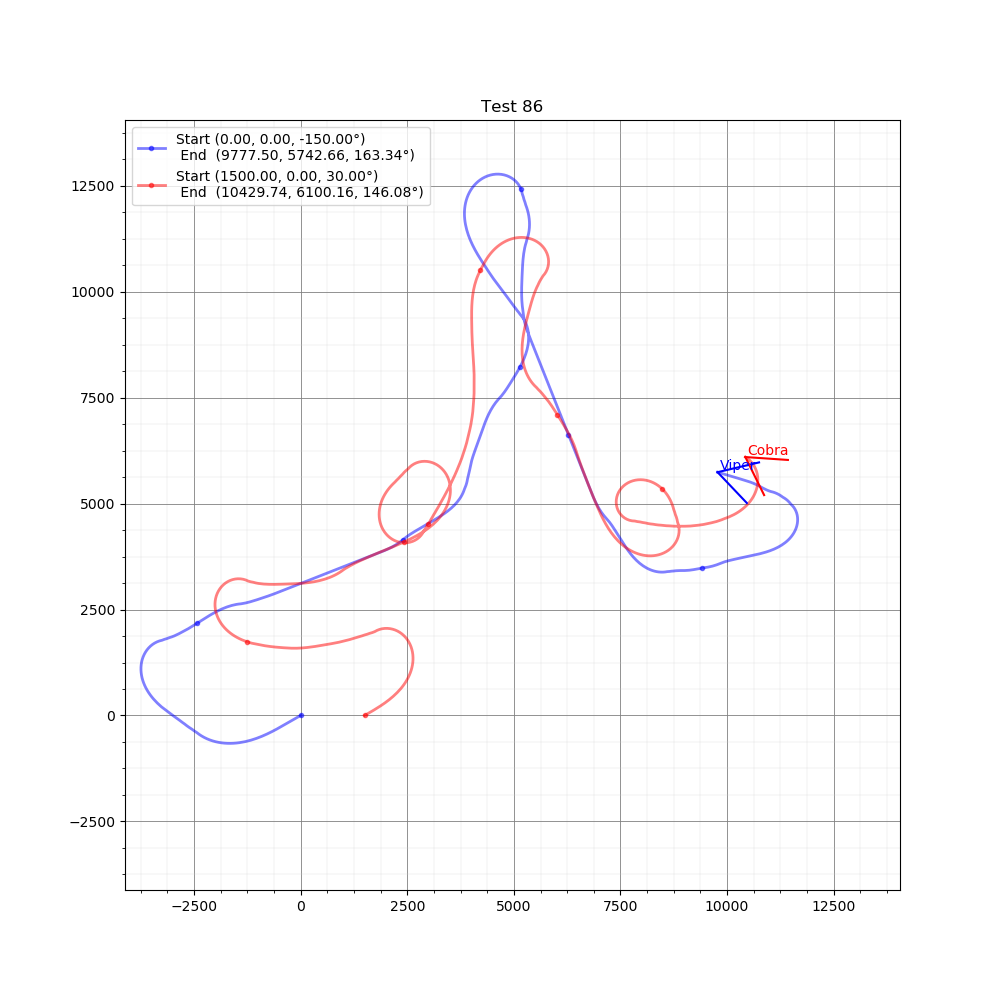 Test 86
Start (0.00, 0.00, -150.00°)
End (9777.50, 5742.66, 163.34°)
Start (1500.00, 0.00, 30.00°)
End (10429.74, 6100.16, 146.08°)
12500
10000
7500
5000
2500
0
−2500
Cobra
Viper
−2500
0
2500
5000
7500
10000
12500